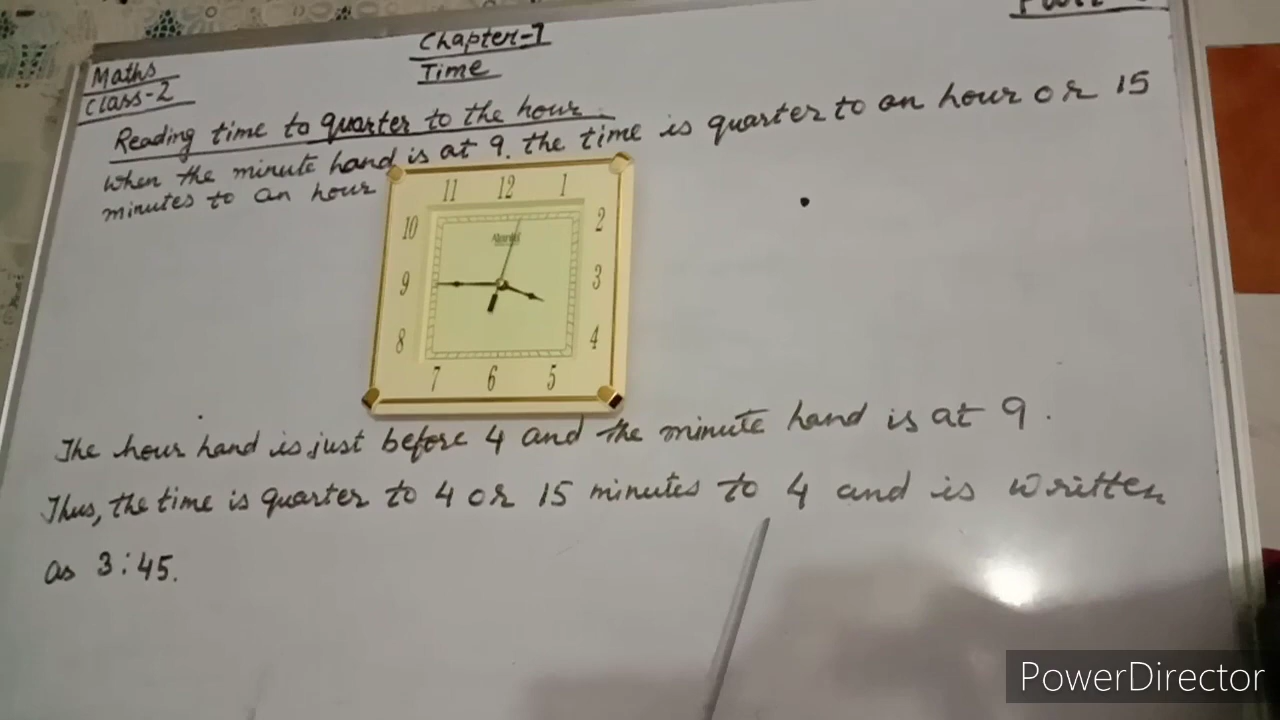 Chapter-7
Time
Maths
Class-2
Reading time to quarter to the hour.
when the minute hand is at 9. the time is quarter to an hour or 15
minutes to an hour
11 12 1
10 2
9 3
8 4
7 6 5
The hour hand is just before 4 and the minute hand is at 9.
Thus, the time is quarter to 4 or 15 minutes to 4 and is written
as 3:45.
PowerDirector